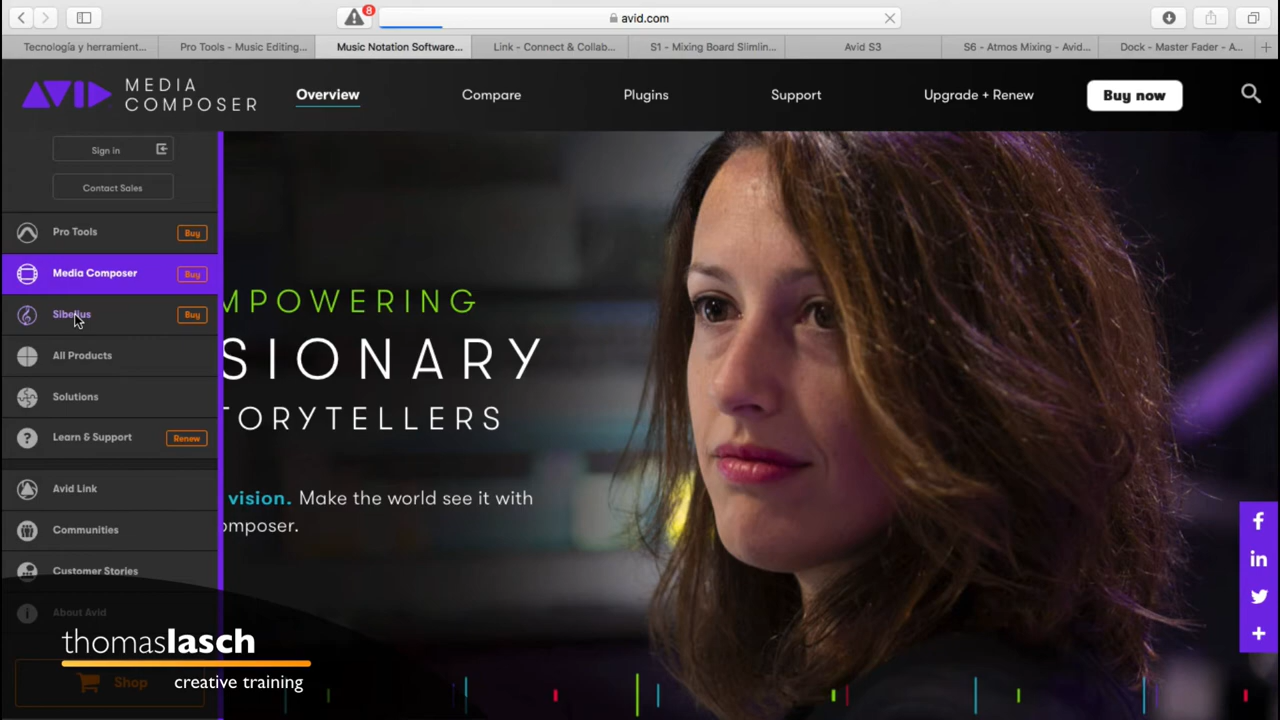 8
avid.com
Tecnología y herramient...
Pro Tools - Music Editing...
Music Notation Software...
Link - Connect & Collab...
S1 - Mixing Board Slimlin...
Avid S3
S6 - Atmos Mixing - Avid...
Dock - Master Fader - A...
AVID
MEDIA
COMPOSER
Overview
Compare
Plugins
Support
Upgrade + Renew
Buy now
Sign in
Contact Sales
Pro Tools
Buy
Media Composer
Buy
Sibelius
Buy
All Products
Solutions
Learn & Support
Renew
Avid Link
Communities
Customer Stories
About Avid
Shop
MPOWERING
SIONARY
TORYTELLERS
vision. Make the world see it with
omposer.
thomaslasch
creative training